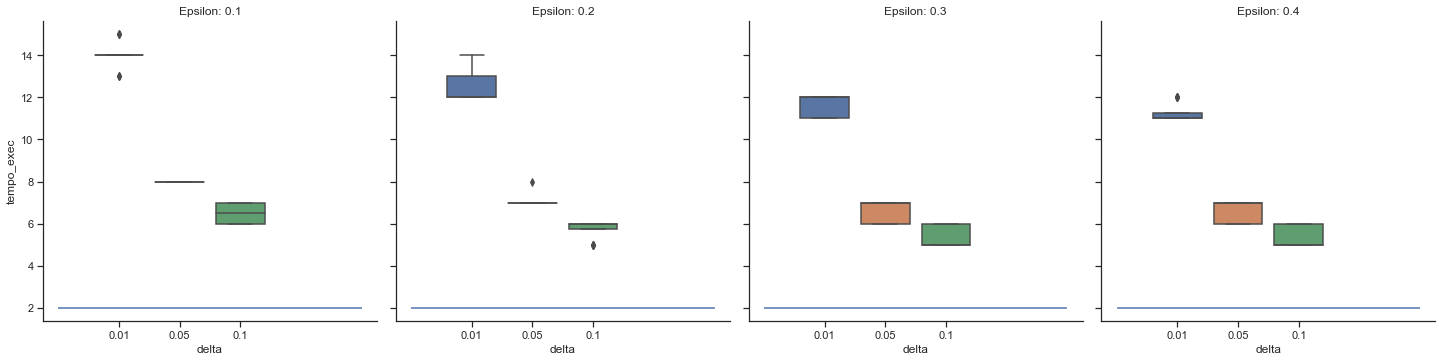 Epsilon: 0.1
Epsilon: 0.2
Epsilon: 0.3
Epsilon: 0.4
tempo_exec
14
12
10
8
6
4
2
0.01 0.05 0.1
delta
0.01 0.05 0.1
delta
0.01 0.05 0.1
delta
0.01 0.05 0.1
delta